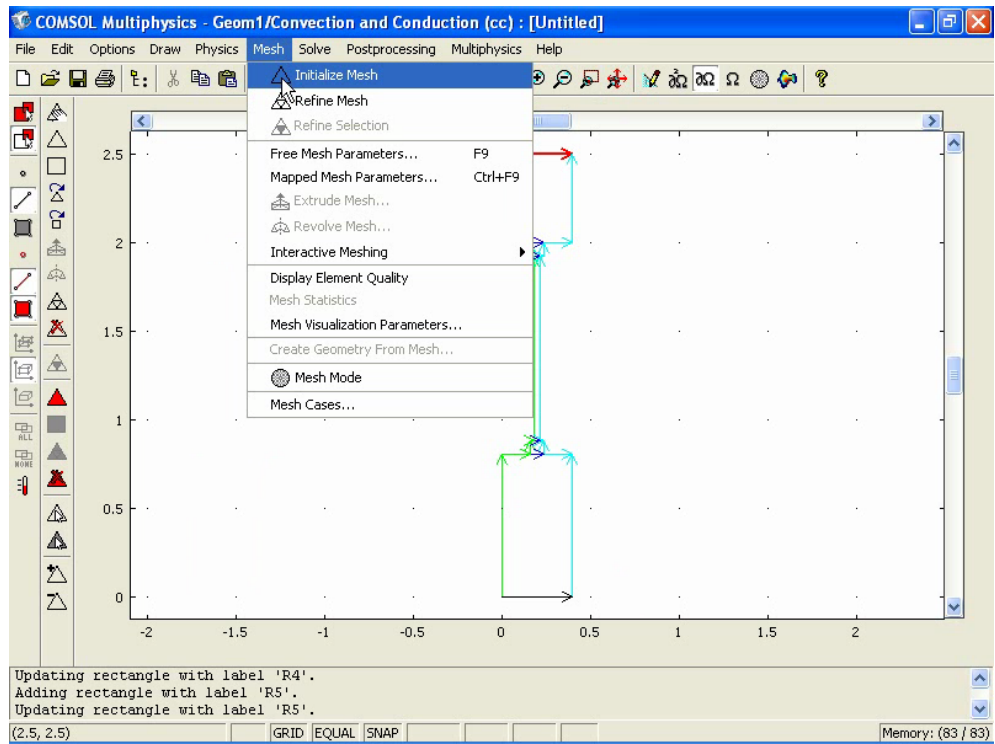 COMSOL Multiphysics - Geom1/Convection and Conduction (cc) : [Untitled]
File Edit Options Draw Physics Mesh Solve Postprocessing Multiphysics Help
Initialize Mesh
Refine Mesh
Refine Selection
Free Mesh Parameters... F9
Mapped Mesh Parameters... Ctrl+F9
Extrude Mesh...
Revolve Mesh...
Interactive Meshing
Display Element Quality
Mesh Statistics
Mesh Visualization Parameters...
Create Geometry From Mesh...
Mesh Mode
Mesh Cases...
∂Ω Ω
ALL
NONE
2.5
2
1.5
1
0.5
0
-2 -1.5 -1 -0.5 0 0.5 1 1.5 2
Updating rectangle with label 'R4'.
Adding rectangle with label 'R5'.
Updating rectangle with label 'R5'.
(2.5, 2.5) GRID EQUAL SNAP Memory: (83 / 83)